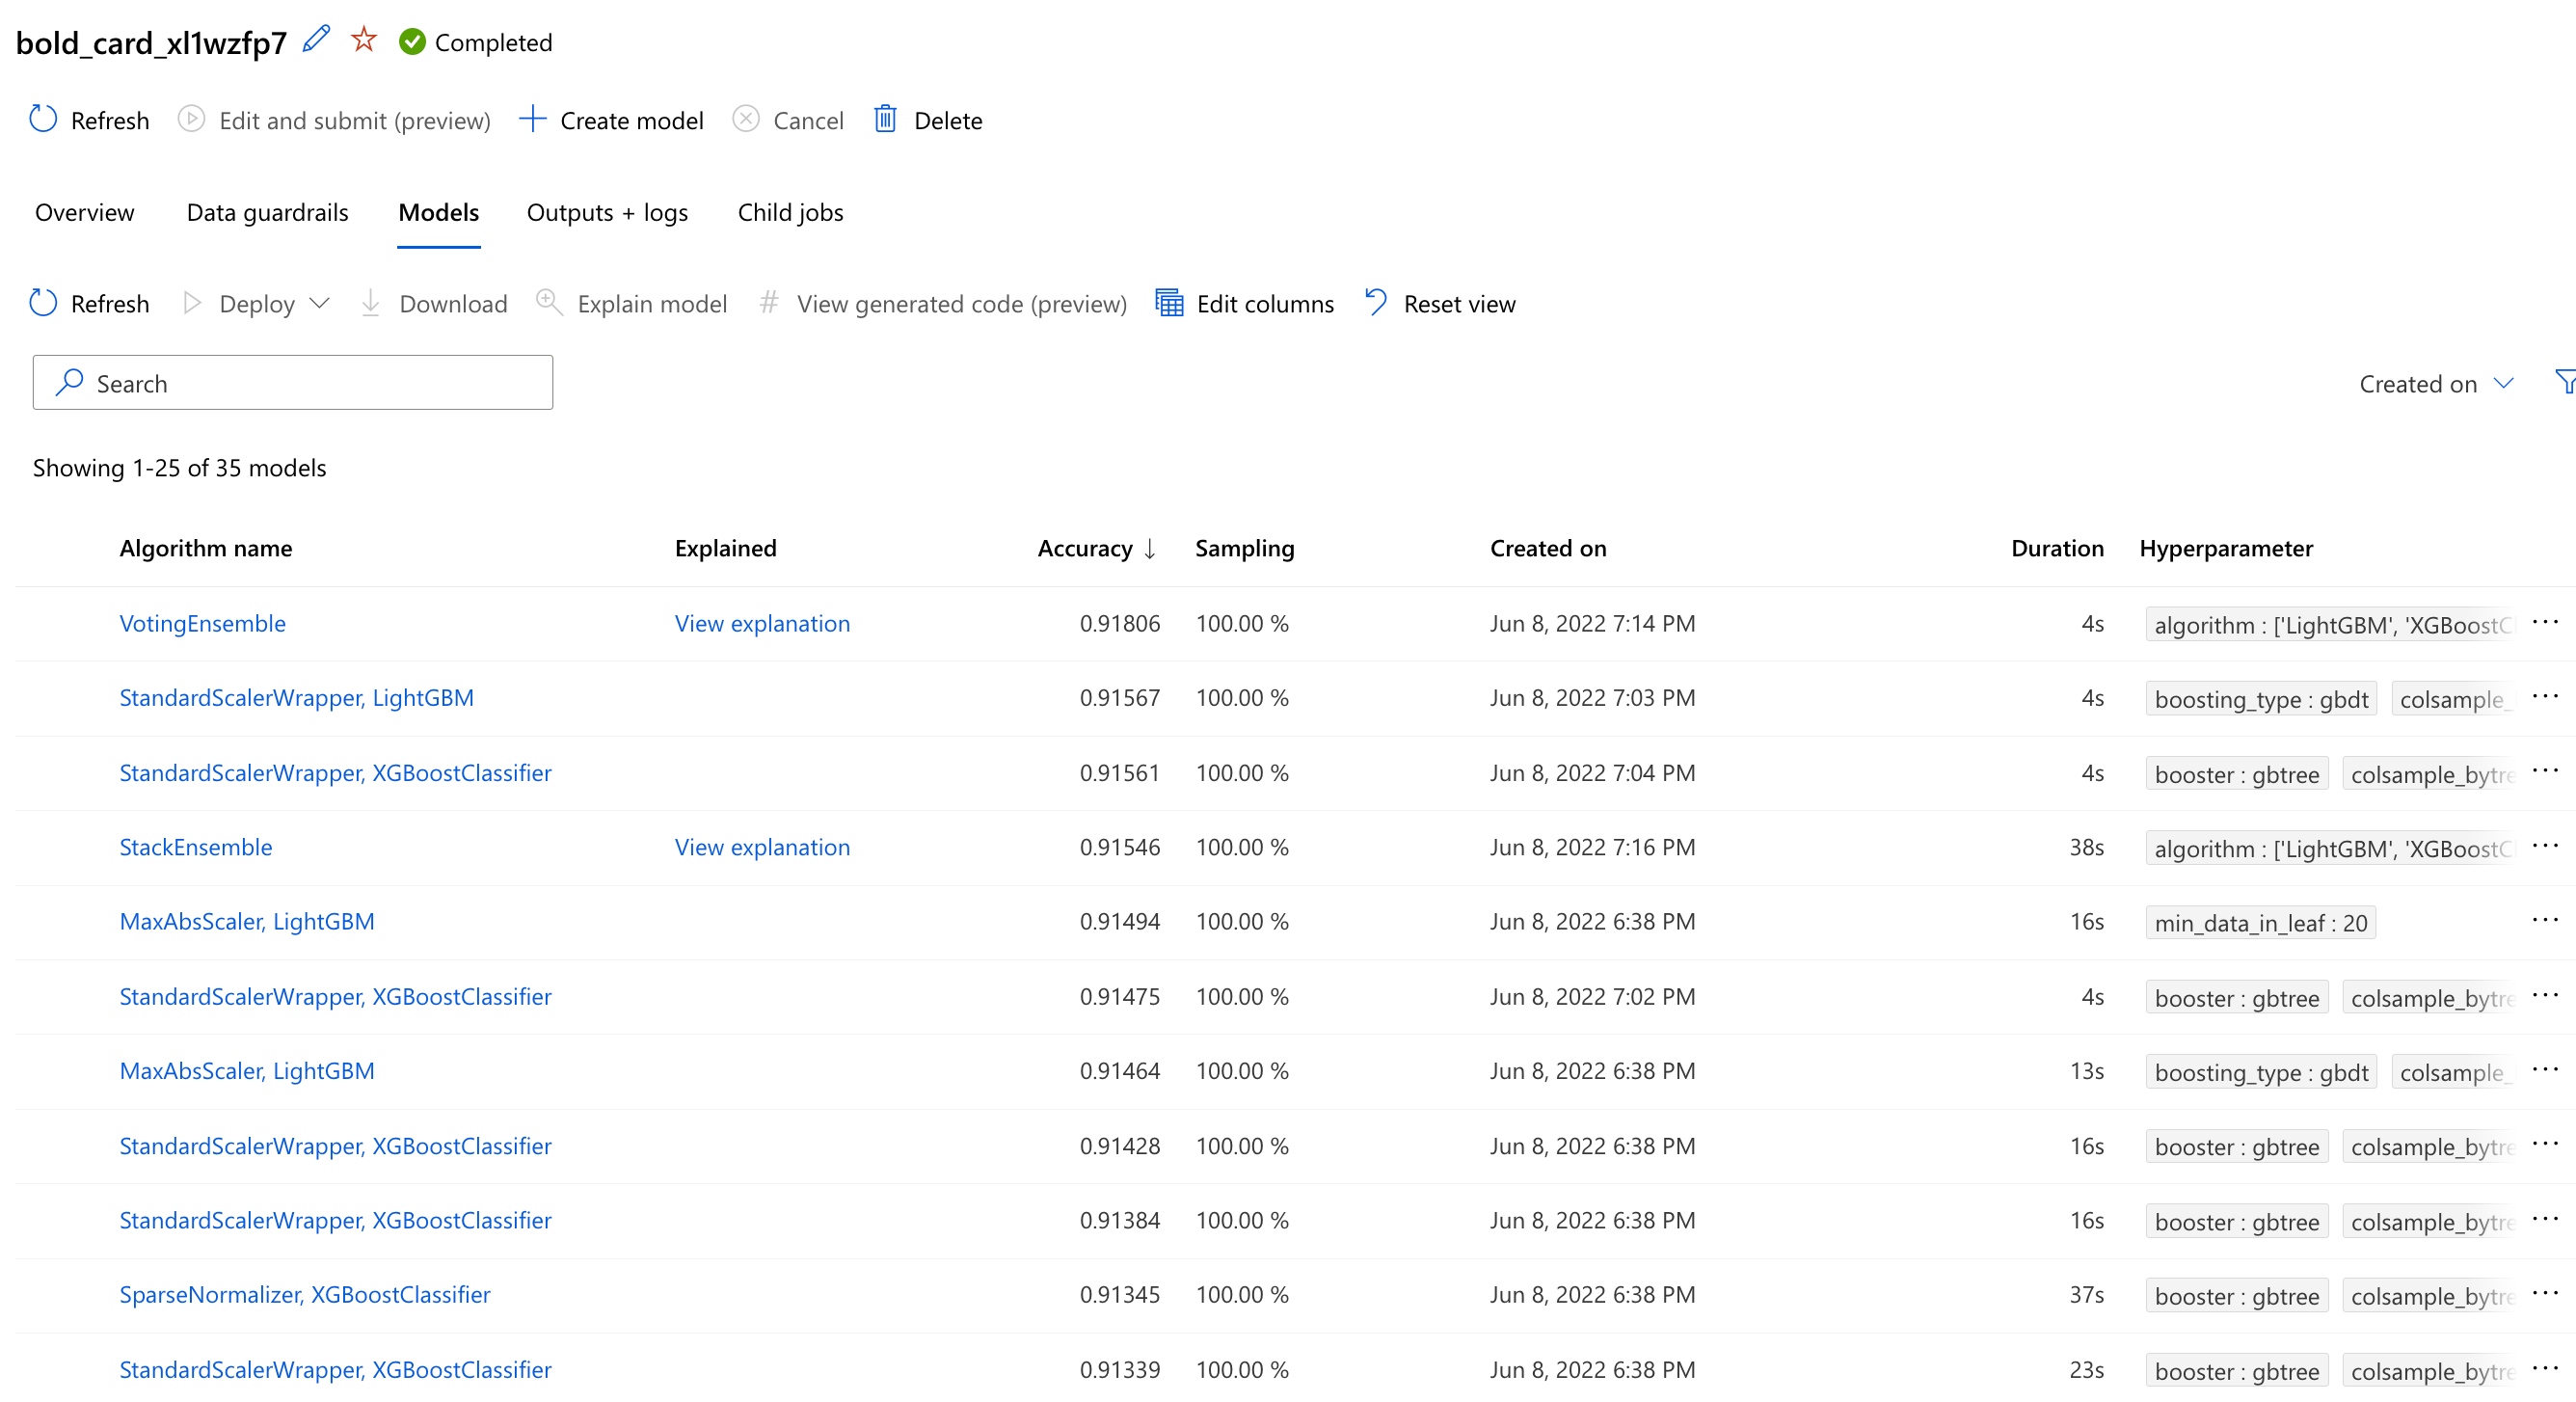 bold_card_xl1wzfp7 Completed
Refresh Edit and submit (preview) Create model Cancel Delete
Overview Data guardrails Models Outputs + logs Child jobs
Refresh Deploy Download Explain model # View generated code (preview) Edit columns Reset view
Search Created on
Showing 1-25 of 35 models
Algorithm name Explained Accuracy ↓ Sampling Created on Duration Hyperparameter
VotingEnsemble View explanation 0.91806 100.00 % Jun 8, 2022 7:14 PM 4s algorithm : ['LightGBM', 'XGBoostCl ...
StandardScalerWrapper, LightGBM 0.91567 100.00 % Jun 8, 2022 7:03 PM 4s boosting_type : gbdt colsample_ ...
StandardScalerWrapper, XGBoostClassifier 0.91561 100.00 % Jun 8, 2022 7:04 PM 4s booster : gbtree colsample_bytre ...
StackEnsemble View explanation 0.91546 100.00 % Jun 8, 2022 7:16 PM 38s algorithm : ['LightGBM', 'XGBoostCl ...
MaxAbsScaler, LightGBM 0.91494 100.00 % Jun 8, 2022 6:38 PM 16s min_data_in_leaf : 20 ...
StandardScalerWrapper, XGBoostClassifier 0.91475 100.00 % Jun 8, 2022 7:02 PM 4s booster : gbtree colsample_bytre ...
MaxAbsScaler, LightGBM 0.91464 100.00 % Jun 8, 2022 6:38 PM 13s boosting_type : gbdt colsample_ ...
StandardScalerWrapper, XGBoostClassifier 0.91428 100.00 % Jun 8, 2022 6:38 PM 16s booster : gbtree colsample_bytre ...
StandardScalerWrapper, XGBoostClassifier 0.91384 100.00 % Jun 8, 2022 6:38 PM 16s booster : gbtree colsample_bytre ...
SparseNormalizer, XGBoostClassifier 0.91345 100.00 % Jun 8, 2022 6:38 PM 37s booster : gbtree colsample_bytre ...
StandardScalerWrapper, XGBoostClassifier 0.91339 100.00 % Jun 8, 2022 6:38 PM 23s booster : gbtree colsample_bytre ...